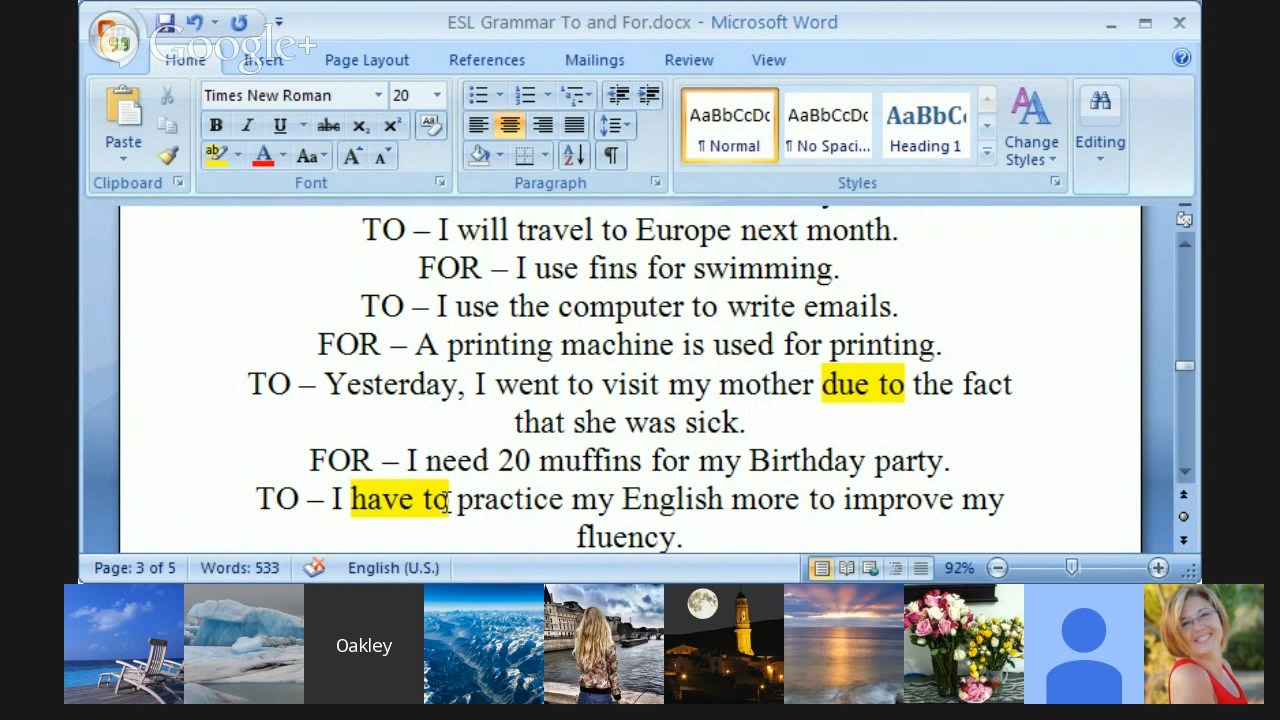 ESL Grammar To and For.docx - Microsoft Word
Google+
Home Insert Page Layout References Mailings Review View
Times New Roman 20
AaBbCcDc AaBbCcDc AaBbC
B I U abc X₂ X² Aa A A
Paste ¶ Normal ¶ No Spaci... Heading 1 Change Styles Editing
Clipboard Font Paragraph Styles
TO – I will travel to Europe next month.
FOR – I use fins for swimming.
TO – I use the computer to write emails.
FOR – A printing machine is used for printing.
TO – Yesterday, I went to visit my mother due to the fact
that she was sick.
FOR – I need 20 muffins for my Birthday party.
TO – I have to practice my English more to improve my
fluency.
Page: 3 of 5 Words: 533 English (U.S.) 92%
Oakley